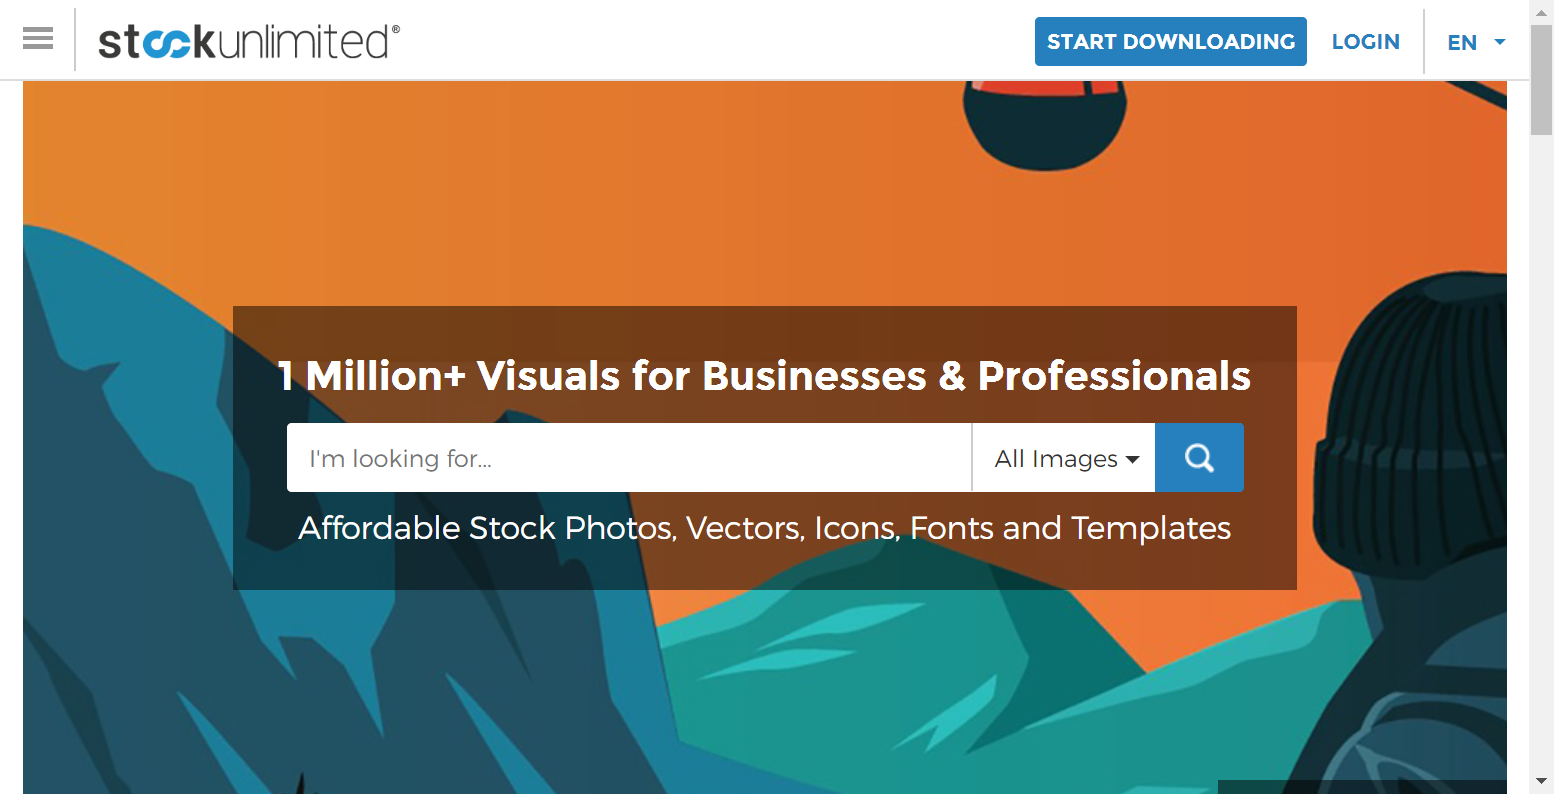 stockunlimited®
START DOWNLOADING
LOGIN
EN
1 Million+ Visuals for Businesses & Professionals
I'm looking for...
All Images
Affordable Stock Photos, Vectors, Icons, Fonts and Templates